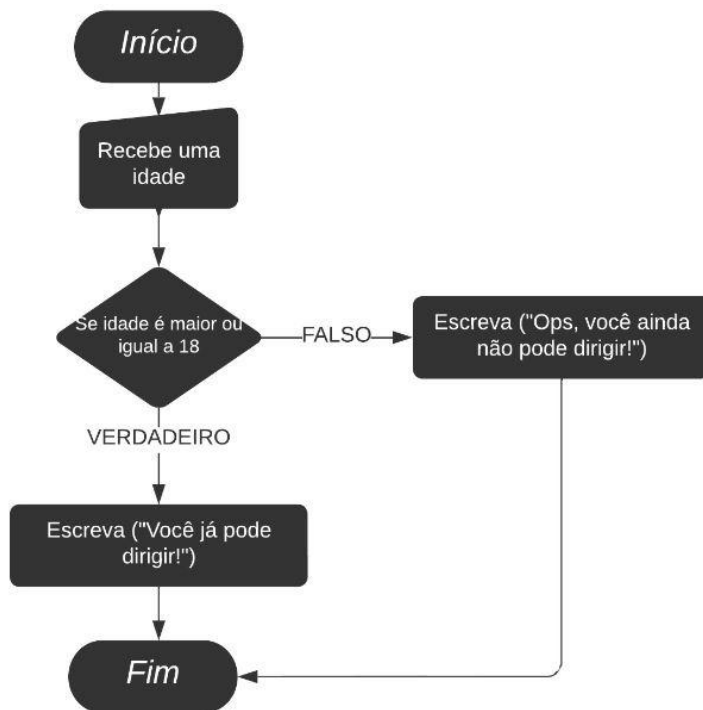 Início
Recebe uma
idade
Se idade é maior ou
igual a 18
FALSO
Escreva ("Ops, você ainda
não pode dirigir!")
VERDADEIRO
Escreva ("Você já pode
dirigir!")
Fim